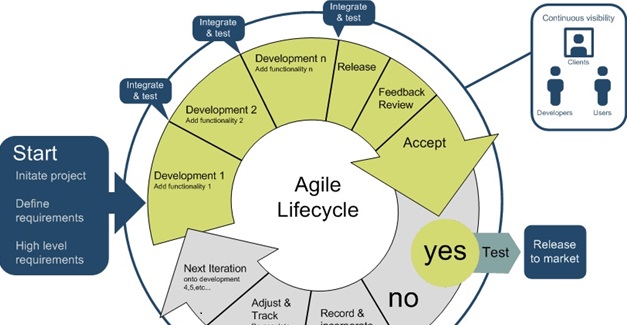 Integrate
& test
Integrate
& test
Integrate
& test
Continuous visibility
Clients
Developers
Users
Start
Initate project
Define
requirements
High level
requirements
Development 1
Add functionality 1
Development 2
Add functionality 2
Development n
Add functionality n
Release
Feedback
Review
Accept
Agile
Lifecycle
yes
Test
Release
to market
no
Record &
incorporate
Adjust &
Track
Next Iteration
onto development
4,5,etc...